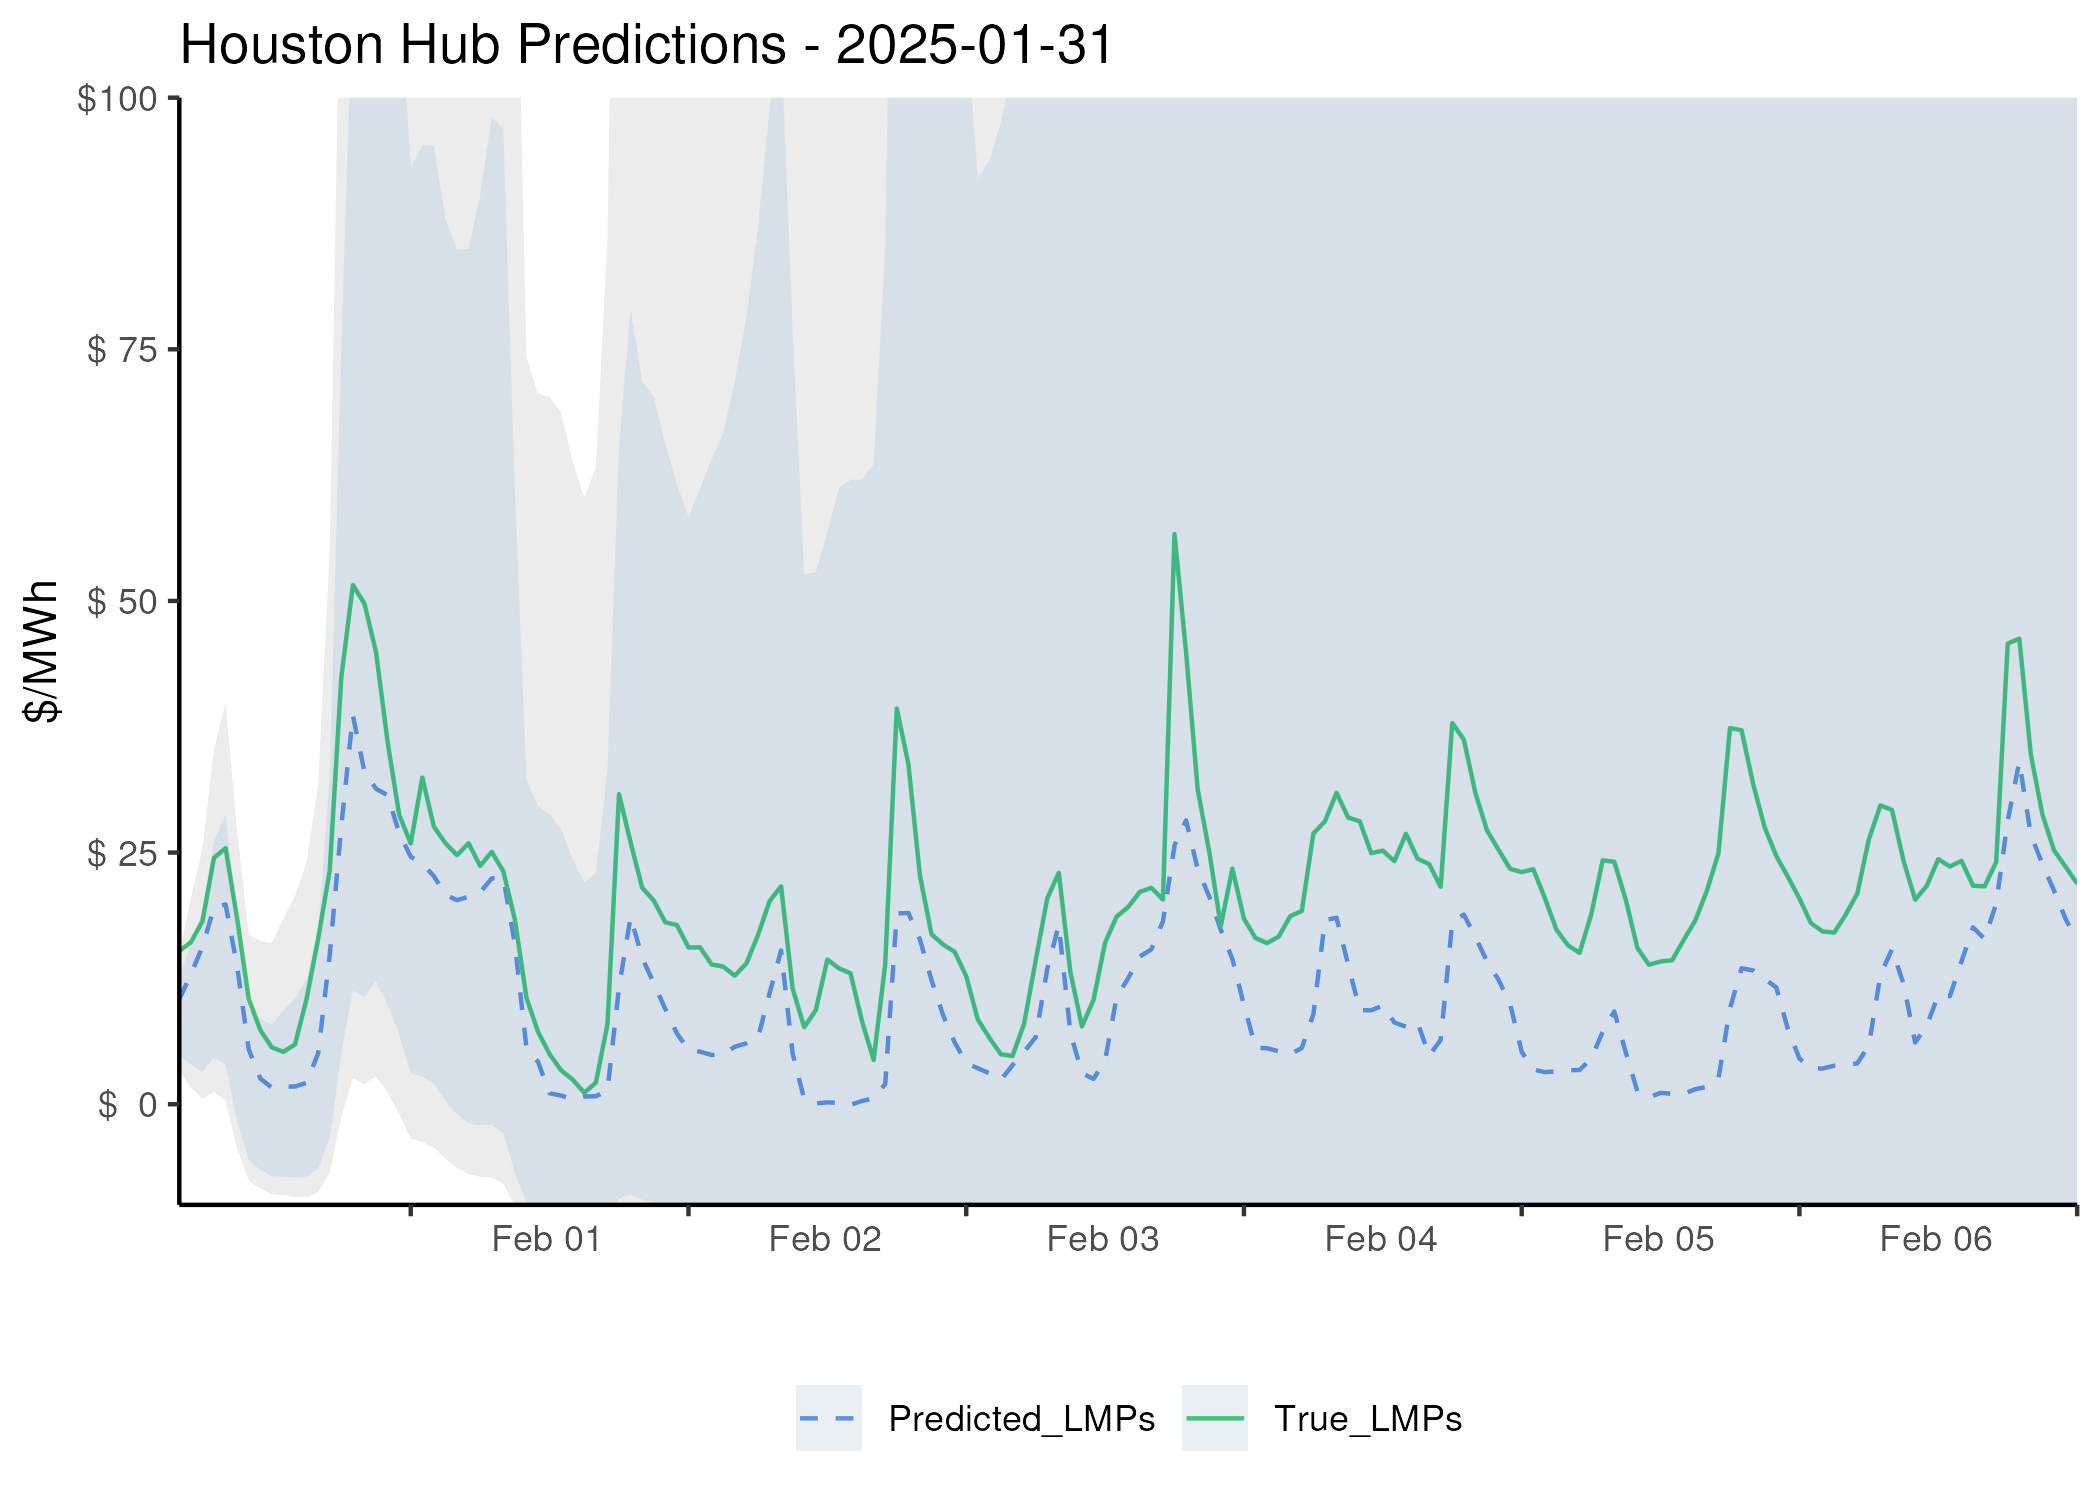 Houston Hub Predictions - 2025-01-31
$100
$ 75
$ 50
$ 25
$ 0
$/MWh
Feb 01 Feb 02 Feb 03 Feb 04 Feb 05 Feb 06
Predicted_LMPs True_LMPs